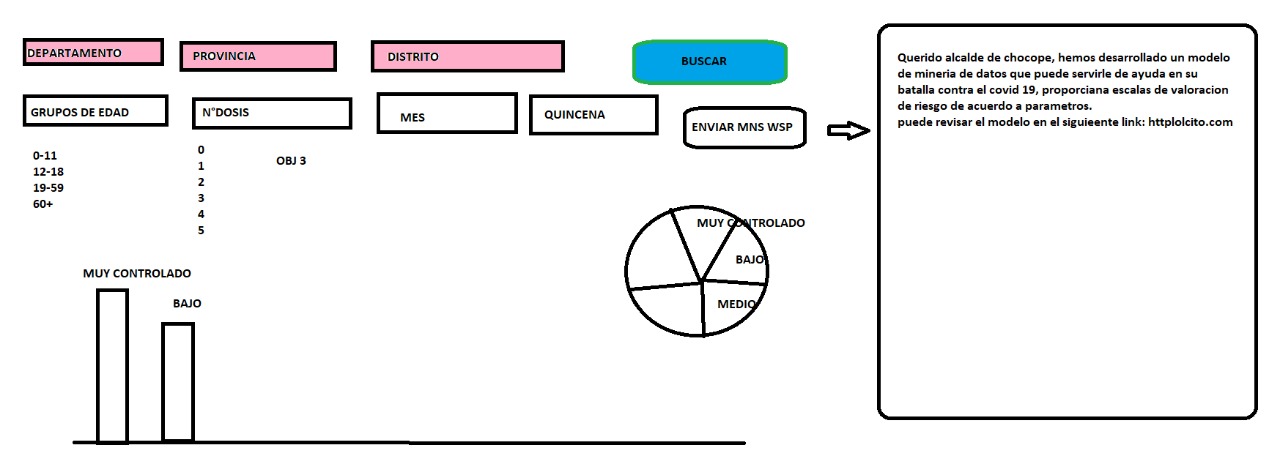 DEPARTAMENTO
PROVINCIA
DISTRITO
BUSCAR
GRUPOS DE EDAD
N°DOSIS
MES
QUINCENA
ENVIAR MNS WSP
0-11
12-18
19-59
60+
0
1
2
3
4
5
OBJ 3
MUY CONTROLADO
BAJO
MUY CONTROLADO
BAJO
MEDIO
Querido alcalde de chocope, hemos desarrollado un modelo
de mineria de datos que puede servirle de ayuda en su
batalla contra el covid 19, proporciana escalas de valoracion
de riesgo de acuerdo a parametros.
puede revisar el modelo en el siguieente link: httplolcito.com